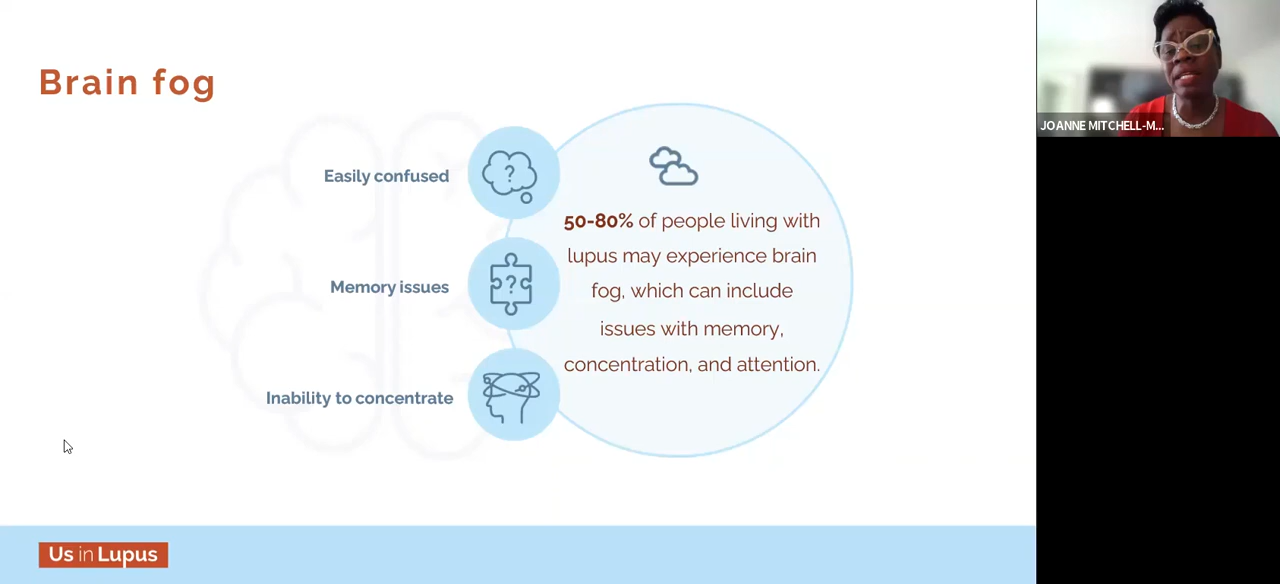 Brain fog
Easily confused
Memory issues
Inability to concentrate
?
?
50-80% of people living with
lupus may experience brain
fog, which can include
issues with memory,
concentration, and attention.
Us in Lupus
JOANNE MITCHELL-M...